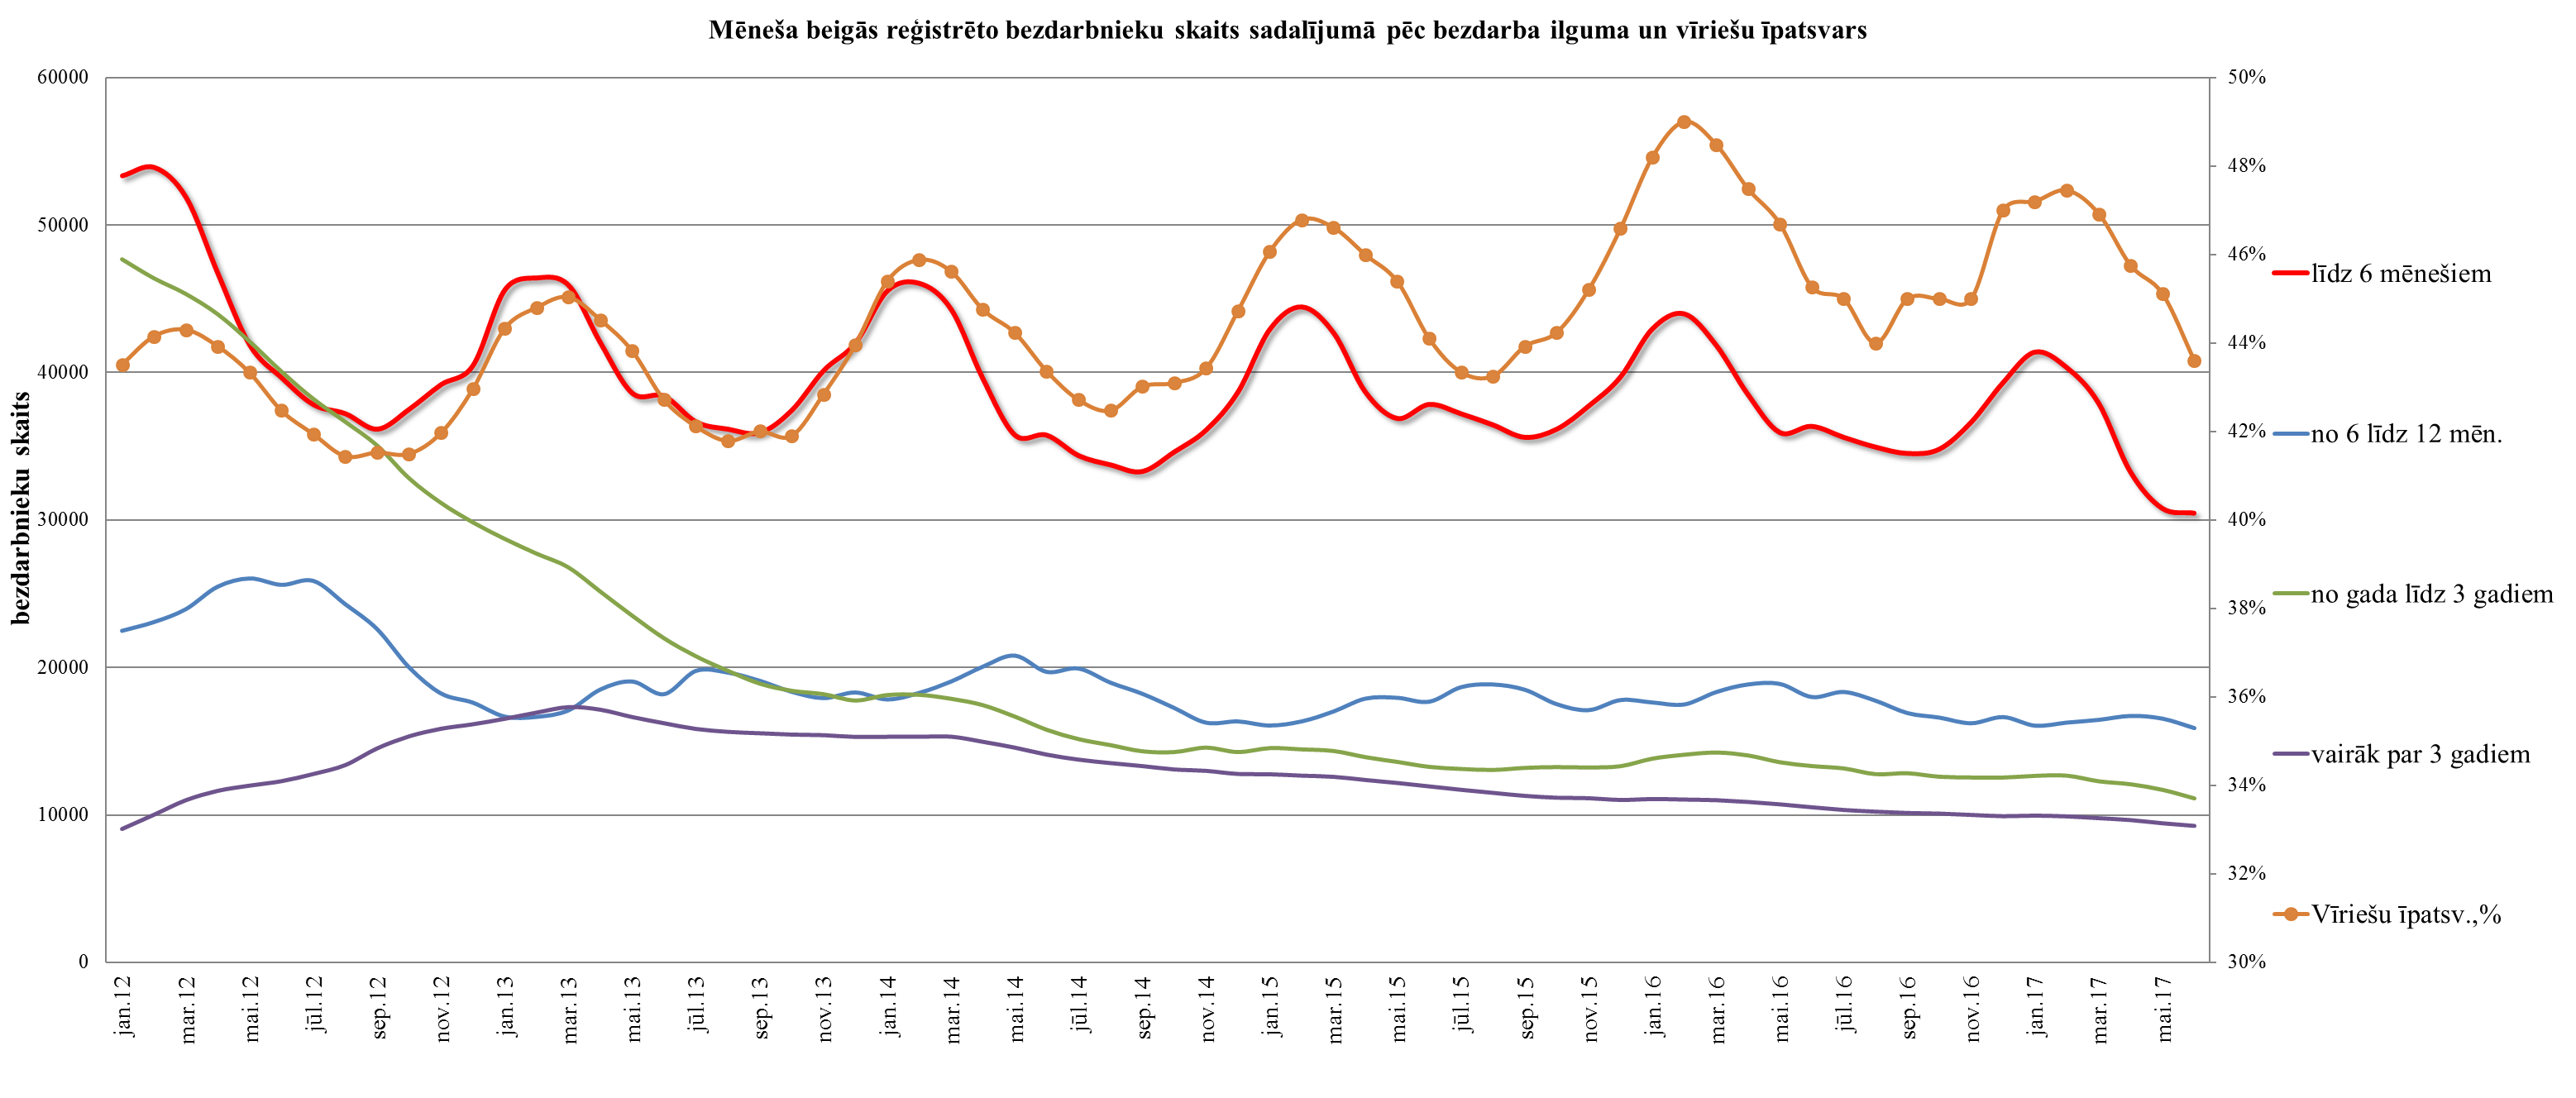 Mēneša beigās reģistrēto bezdarbnieku skaits sadalījumā pēc bezdarba ilguma un vīriešu īpatsvars
bezdarbnieku skaits
60000
50000
40000
30000
20000
10000
0
50%
48%
46%
44%
42%
40%
38%
36%
34%
32%
30%
jan.12
mar.12
mai.12
jūl.12
sep.12
nov.12
jan.13
mar.13
mai.13
jūl.13
sep.13
nov.13
jan.14
mar.14
mai.14
jūl.14
sep.14
nov.14
jan.15
mar.15
mai.15
jūl.15
sep.15
nov.15
jan.16
mar.16
mai.16
jūl.16
sep.16
nov.16
jan.17
mar.17
mai.17
līdz 6 mēnešiem
no 6 līdz 12 mēn.
no gada līdz 3 gadiem
vairāk par 3 gadiem
Vīriešu īpatsv.,%